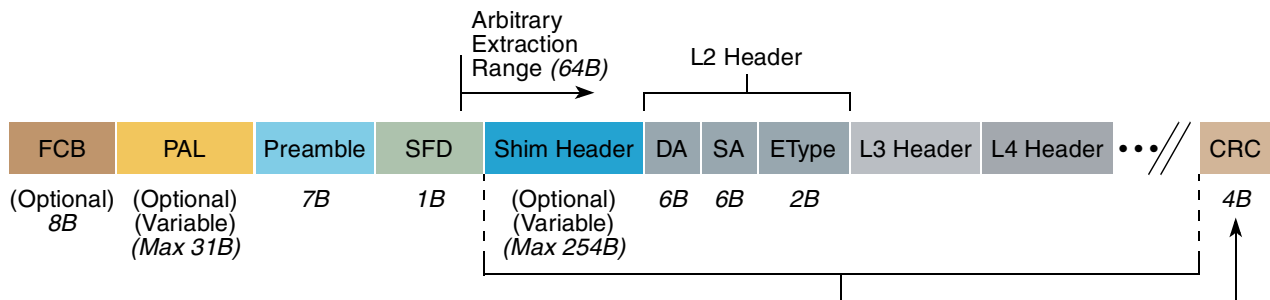 Arbitrary
Extraction
Range (64B)
L2 Header
FCB PAL Preamble SFD Shim Header DA SA EType L3 Header L4 Header ••• CRC
(Optional) (Optional) 7B 1B (Optional) 6B 6B 2B 4B
8B (Variable) (Variable)
(Max 31B) (Max 254B)